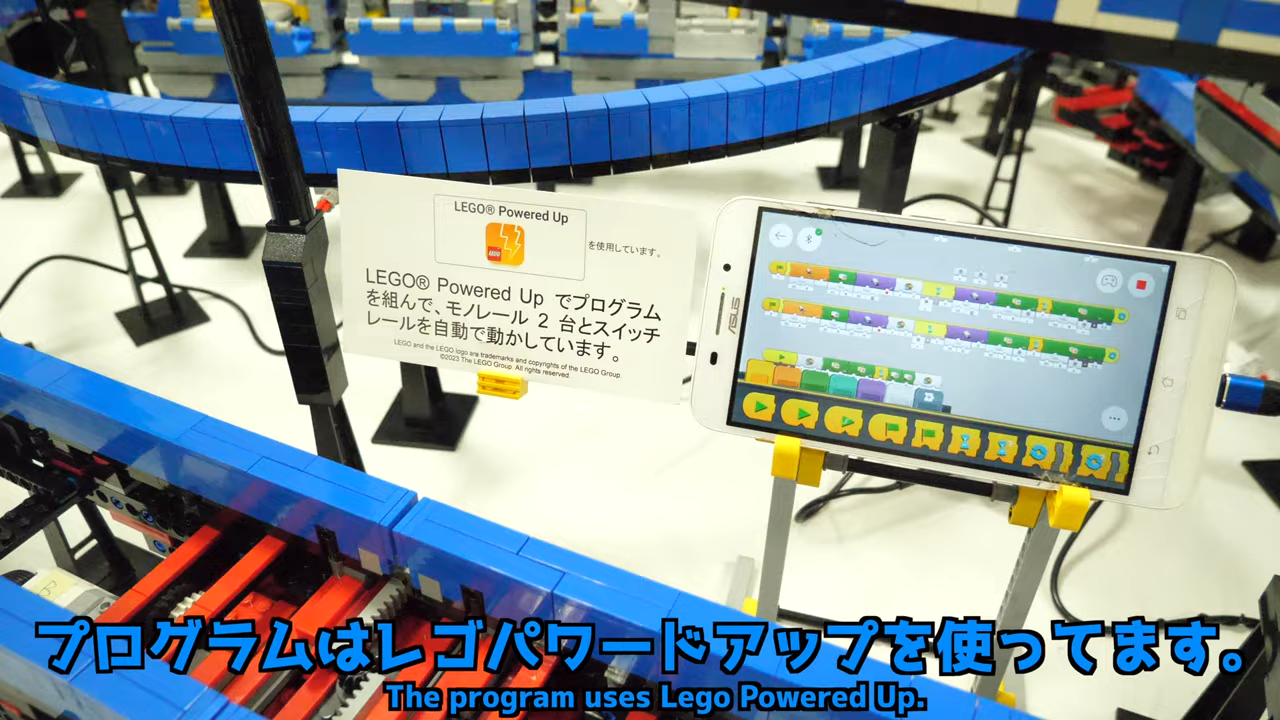 LEGO® Powered Up
LEGO
を使用しています。
LEGO® Powered Up でプログラム
を組んで、モノレール 2 台とスイッチ
レールを自動で動かしています。
LEGO and the LEGO logo are trademarks and copyrights of the LEGO Group.
©2023 The LEGO Group. All rights reserved.
ASUS
プログラムはレゴパワードアップを使ってます。
The program uses Lego Powered Up.